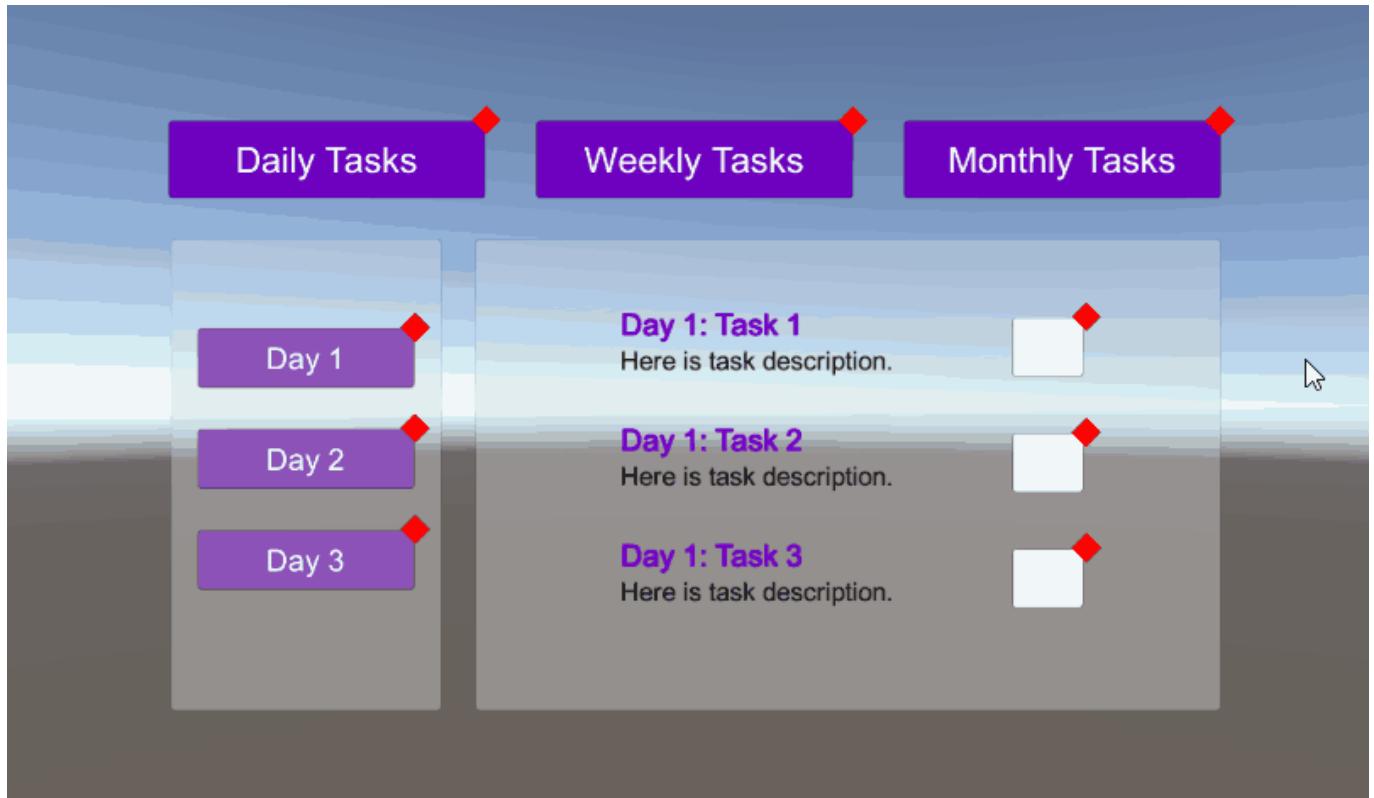 Daily Tasks
Weekly Tasks
Monthly Tasks
Day 1
Day 2
Day 3
Day 1: Task 1
Here is task description.
Day 1: Task 2
Here is task description.
Day 1: Task 3
Here is task description.